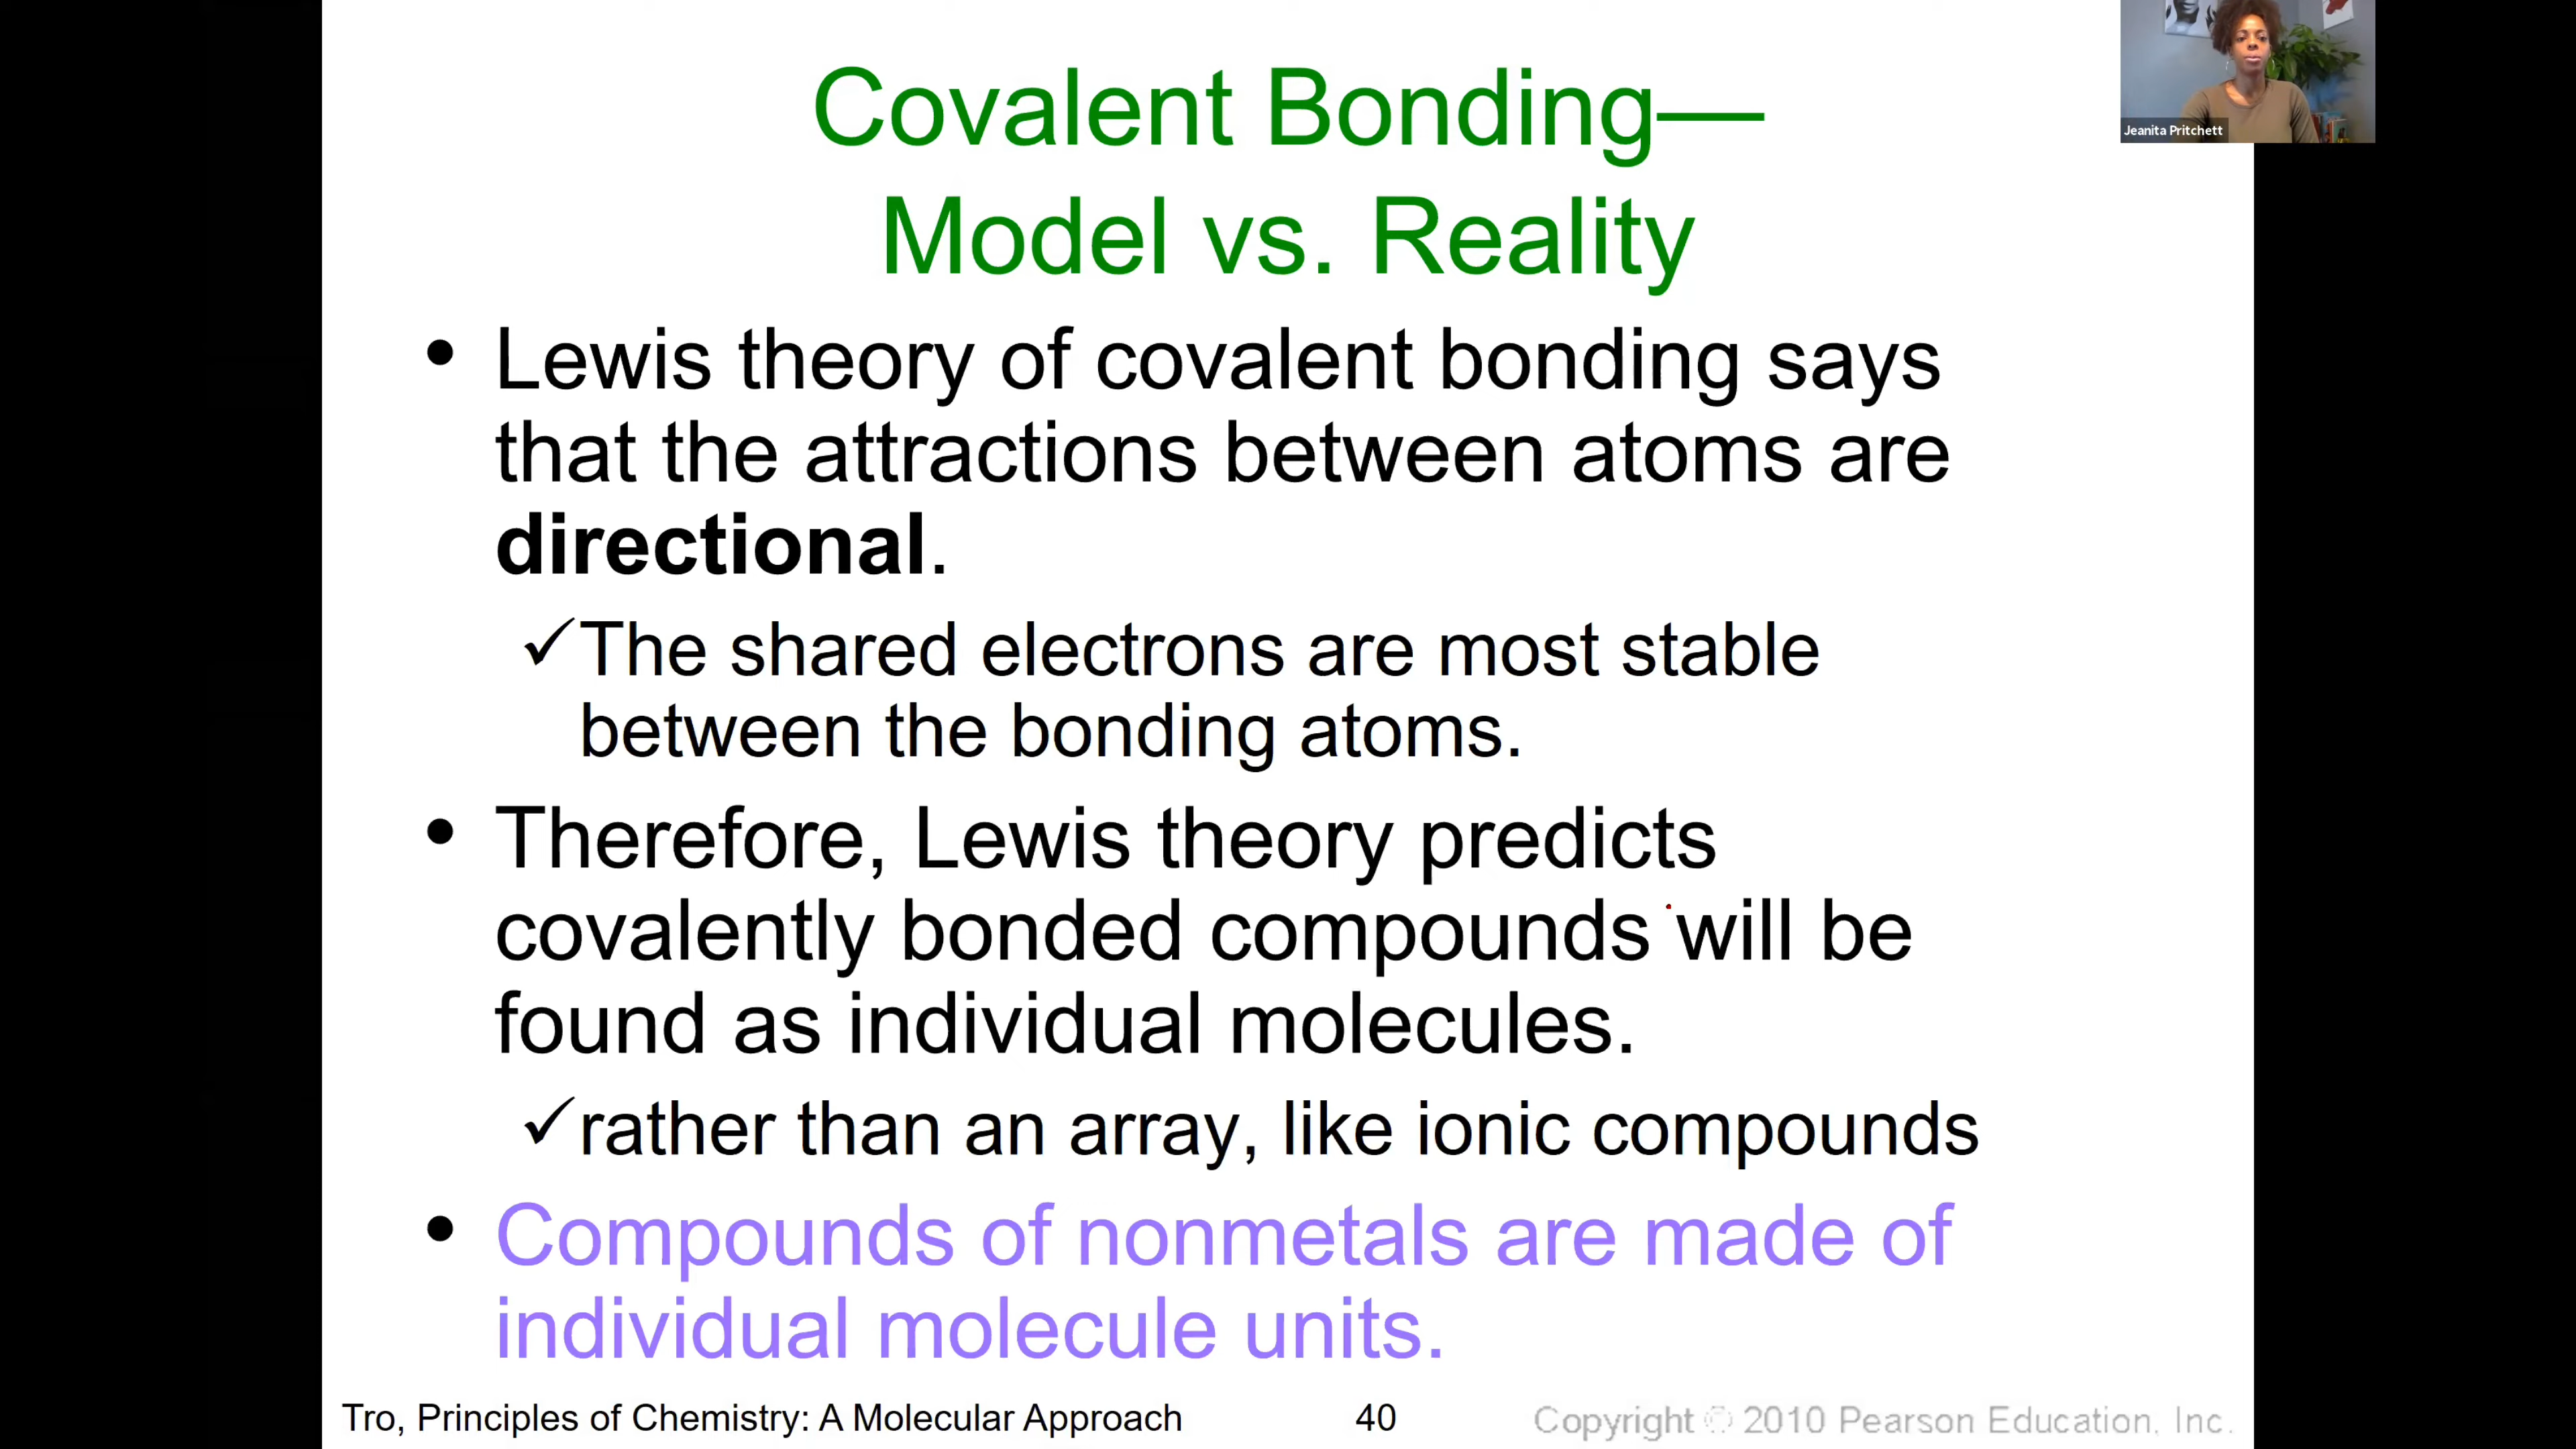 Covalent Bonding—
Model vs. Reality
Jeanita Pritchett
• Lewis theory of covalent bonding says
that the attractions between atoms are
directional.
✓The shared electrons are most stable
between the bonding atoms.
• Therefore, Lewis theory predicts
covalently bonded compounds will be
found as individual molecules.
✓rather than an array, like ionic compounds
• Compounds of nonmetals are made of
individual molecule units.
Tro, Principles of Chemistry: A Molecular Approach 40 Copyright © 2010 Pearson Education, Inc.